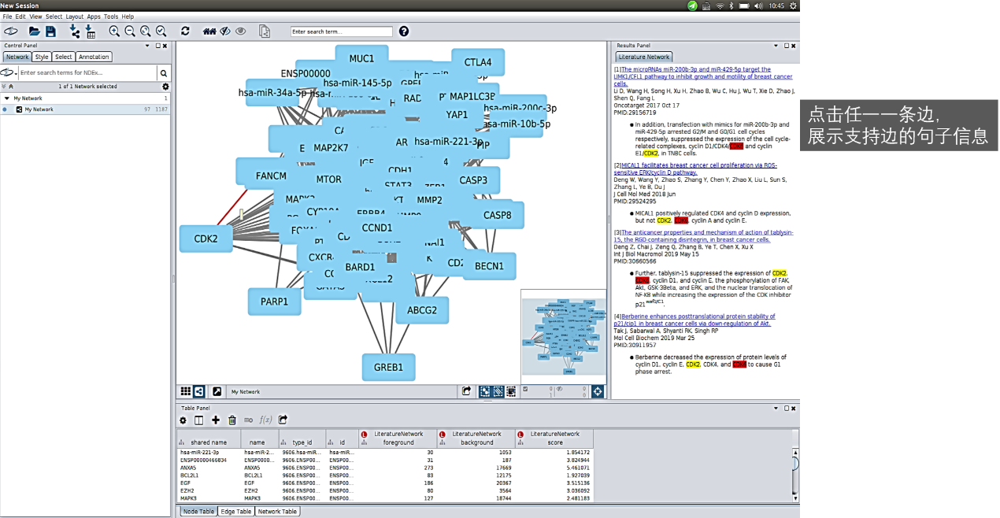 New Session
10:45
File Edit View Select Layout Apps Tools Help
Enter search term...
Control Panel
Network Style Select Annotation
Enter search terms for NDEx...
1 of 1 Network selected
My Network 1
My Network 97 1187
MUC1
CTLA4
ENSP00000
hsa-miR-145-5p
hsa-miR-34a-5p
RAD
MAP1LC3B
hsa-miR-200c-3p
YAP1
hsa-miR-10b-5p
MAP2K7
AR
hsa-miR-221-3p
FANCM
MTOR
CDH1
STAT3
CASP3
MMP2
ERBB4
CASP8
CDK2
CCND1
BARD1
BECN1
PARP1
ABCG2
GREB1
My Network
Results Panel
Literature Network
[1]The microRNAs miR-200b-3p and miR-429-5p target the
LIMK1/CFL1 pathway to inhibit growth and motility of breast cancer
cells.
Li D, Wang H, Song H, Xu H, Zhao B, Wu C, Hu J, Wu T, Xie D, Zhao J,
Shen Q, Fang L
Oncotarget 2017 Oct 17
PMID:29156719
● In addition, transfection with mimics for miR-200b-3p and
miR-429-5p arrested G2/M and G0/G1 cell cycles
respectively, suppressed the expression of the cell cycle-
related complexes, cyclin D1/CDK4/CDK6 and cyclin
E1/CDK2, in TNBC cells.
[2]MICAL1 facilitates breast cancer cell proliferation via ROS-
sensitive ERK/cyclin D pathway.
Deng W, Wang Y, Zhao S, Zhang Y, Chen Y, Zhao X, Liu L, Sun S,
Zhang L, Ye B, Du J
J Cell Mol Med 2018 Jun
PMID:29524295
● MICAL1 positively regulated CDK4 and cyclin D expression,
but not CDK2, CDK6, cyclin A and cyclin E.
[3]The anticancer properties and mechanism of action of tablysin-
15, the RGD-containing disintegrin, in breast cancer cells.
Deng Z, Chai J, Zeng Q, Zhang B, Ye T, Chen X, Xu X
Int J Biol Macromol 2019 May 15
PMID:30660566
● Further, tablysin-15 suppressed the expression of CDK2,
CDK6, cyclin D1, and cyclin E, the phosphorylation of FAK,
Akt, GSK-3Beta, and ERK, and the nuclear translocation of
NF-KB while increasing the expression of the CDK inhibitor
p21 waf1/C1.
[4]Berberine enhances posttranslational protein stability of
p21/cip1 in breast cancer cells via down-regulation of Akt.
Tak J, Sabarwal A, Shyanti RK, Singh RP
Mol Cell Biochem 2019 Mar 25
PMID:30911957
● Berberine decreased the expression of protein levels of
cyclin D1, cyclin E, CDK2, CDK4, and CDK6 to cause G1
phase arrest.
点击任一一条边,
展示支持边的句子信息
Table Panel
f(x)
shared name name type_id id LiteratureNetwork foreground LiteratureNetwork background LiteratureNetwork score
hsa-miR-221-3p hsa-miR-2... 9606.hsa-miR... hsa-miR... 30 1053 1.854172
ENSP00000466834 ENSP0000... 9606.ENSP00... ENSP00... 31 187 3.824944
ANXA5 ANXA5 9606.ENSP00... ENSP00... 273 17669 5.461071
BCL2L1 BCL2L1 9606.ENSP00... ENSP00... 83 12175 1.927039
EGF EGF 9606.ENSP00... ENSP00... 186 20367 3.515136
EZH2 EZH2 9606.ENSP00... ENSP00... 80 3564 3.036092
MAPK3 MAPK3 9606.ENSP00... ENSP00... 127 18744 2.481183
Node Table Edge Table Network Table